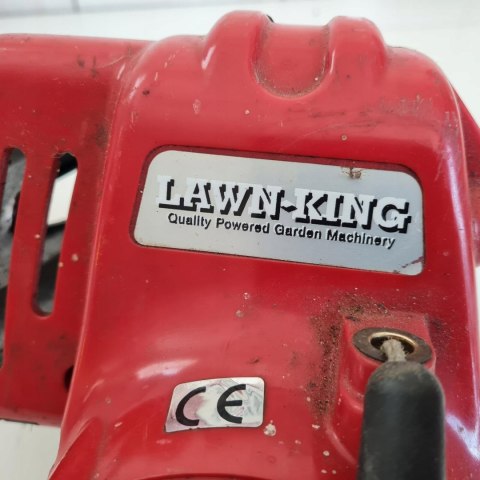 LAWN-KING
Quality Powered Garden Machinery
CE